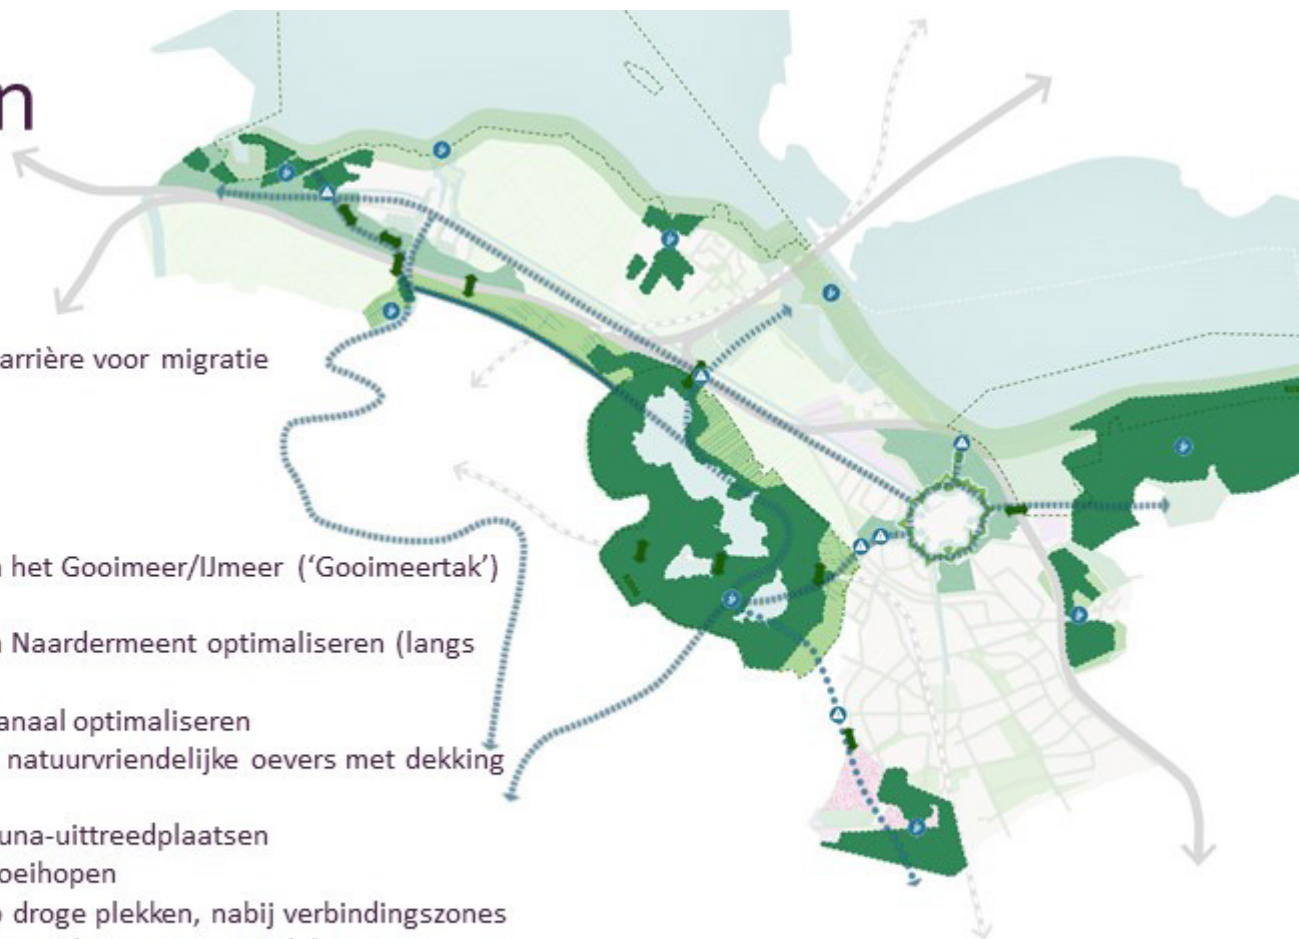 n
arrière voor migratie
het Gooimeer/IJmeer (‘Gooimeertak’)
Naardermeent optimaliseren (langs
anaal optimaliseren
natuurvriendelijke oevers met dekking
una-uittreedplaatsen
oeihopen
droge plekken, nabij verbindingszones